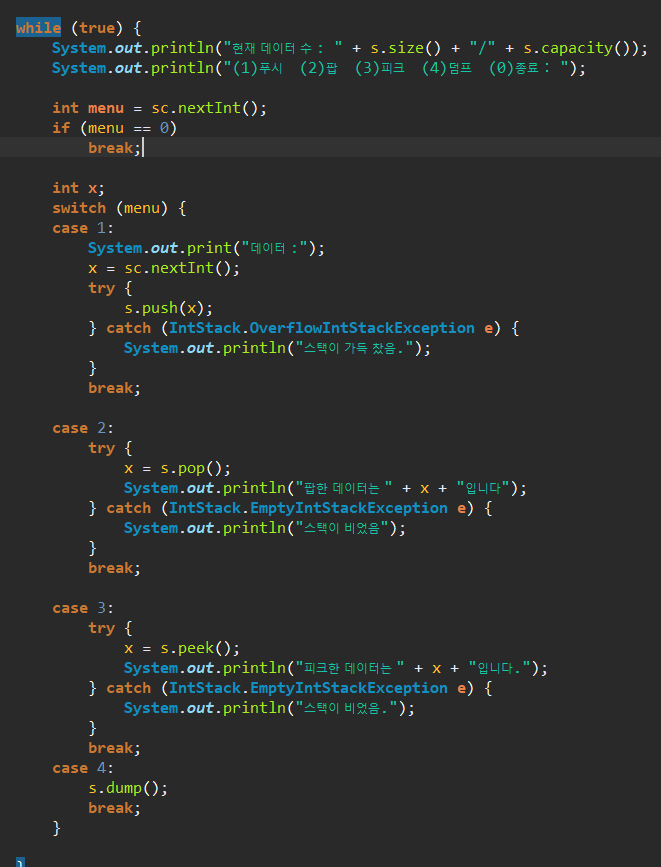 while (true) {
System.out.println("현재 데이터 수 : " + s.size() + "/" + s.capacity());
System.out.println("(1)푸시  (2)팝  (3)피크  (4)덤프  (0)종료 : ");
int menu = sc.nextInt();
if (menu == 0)
break;
int x;
switch (menu) {
case 1:
System.out.print("데이터 :");
x = sc.nextInt();
try {
s.push(x);
} catch (IntStack.OverflowIntStackException e) {
System.out.println("스택이 가득 찼음.");
}
break;
case 2:
try {
x = s.pop();
System.out.println("팝한 데이터는 " + x + "입니다");
} catch (IntStack.EmptyIntStackException e) {
System.out.println("스택이 비었음");
}
break;
case 3:
try {
x = s.peek();
System.out.println("피크한 데이터는 " + x + "입니다.");
} catch (IntStack.EmptyIntStackException e) {
System.out.println("스택이 비었음.");
}
break;
case 4:
s.dump();
break;
}
}